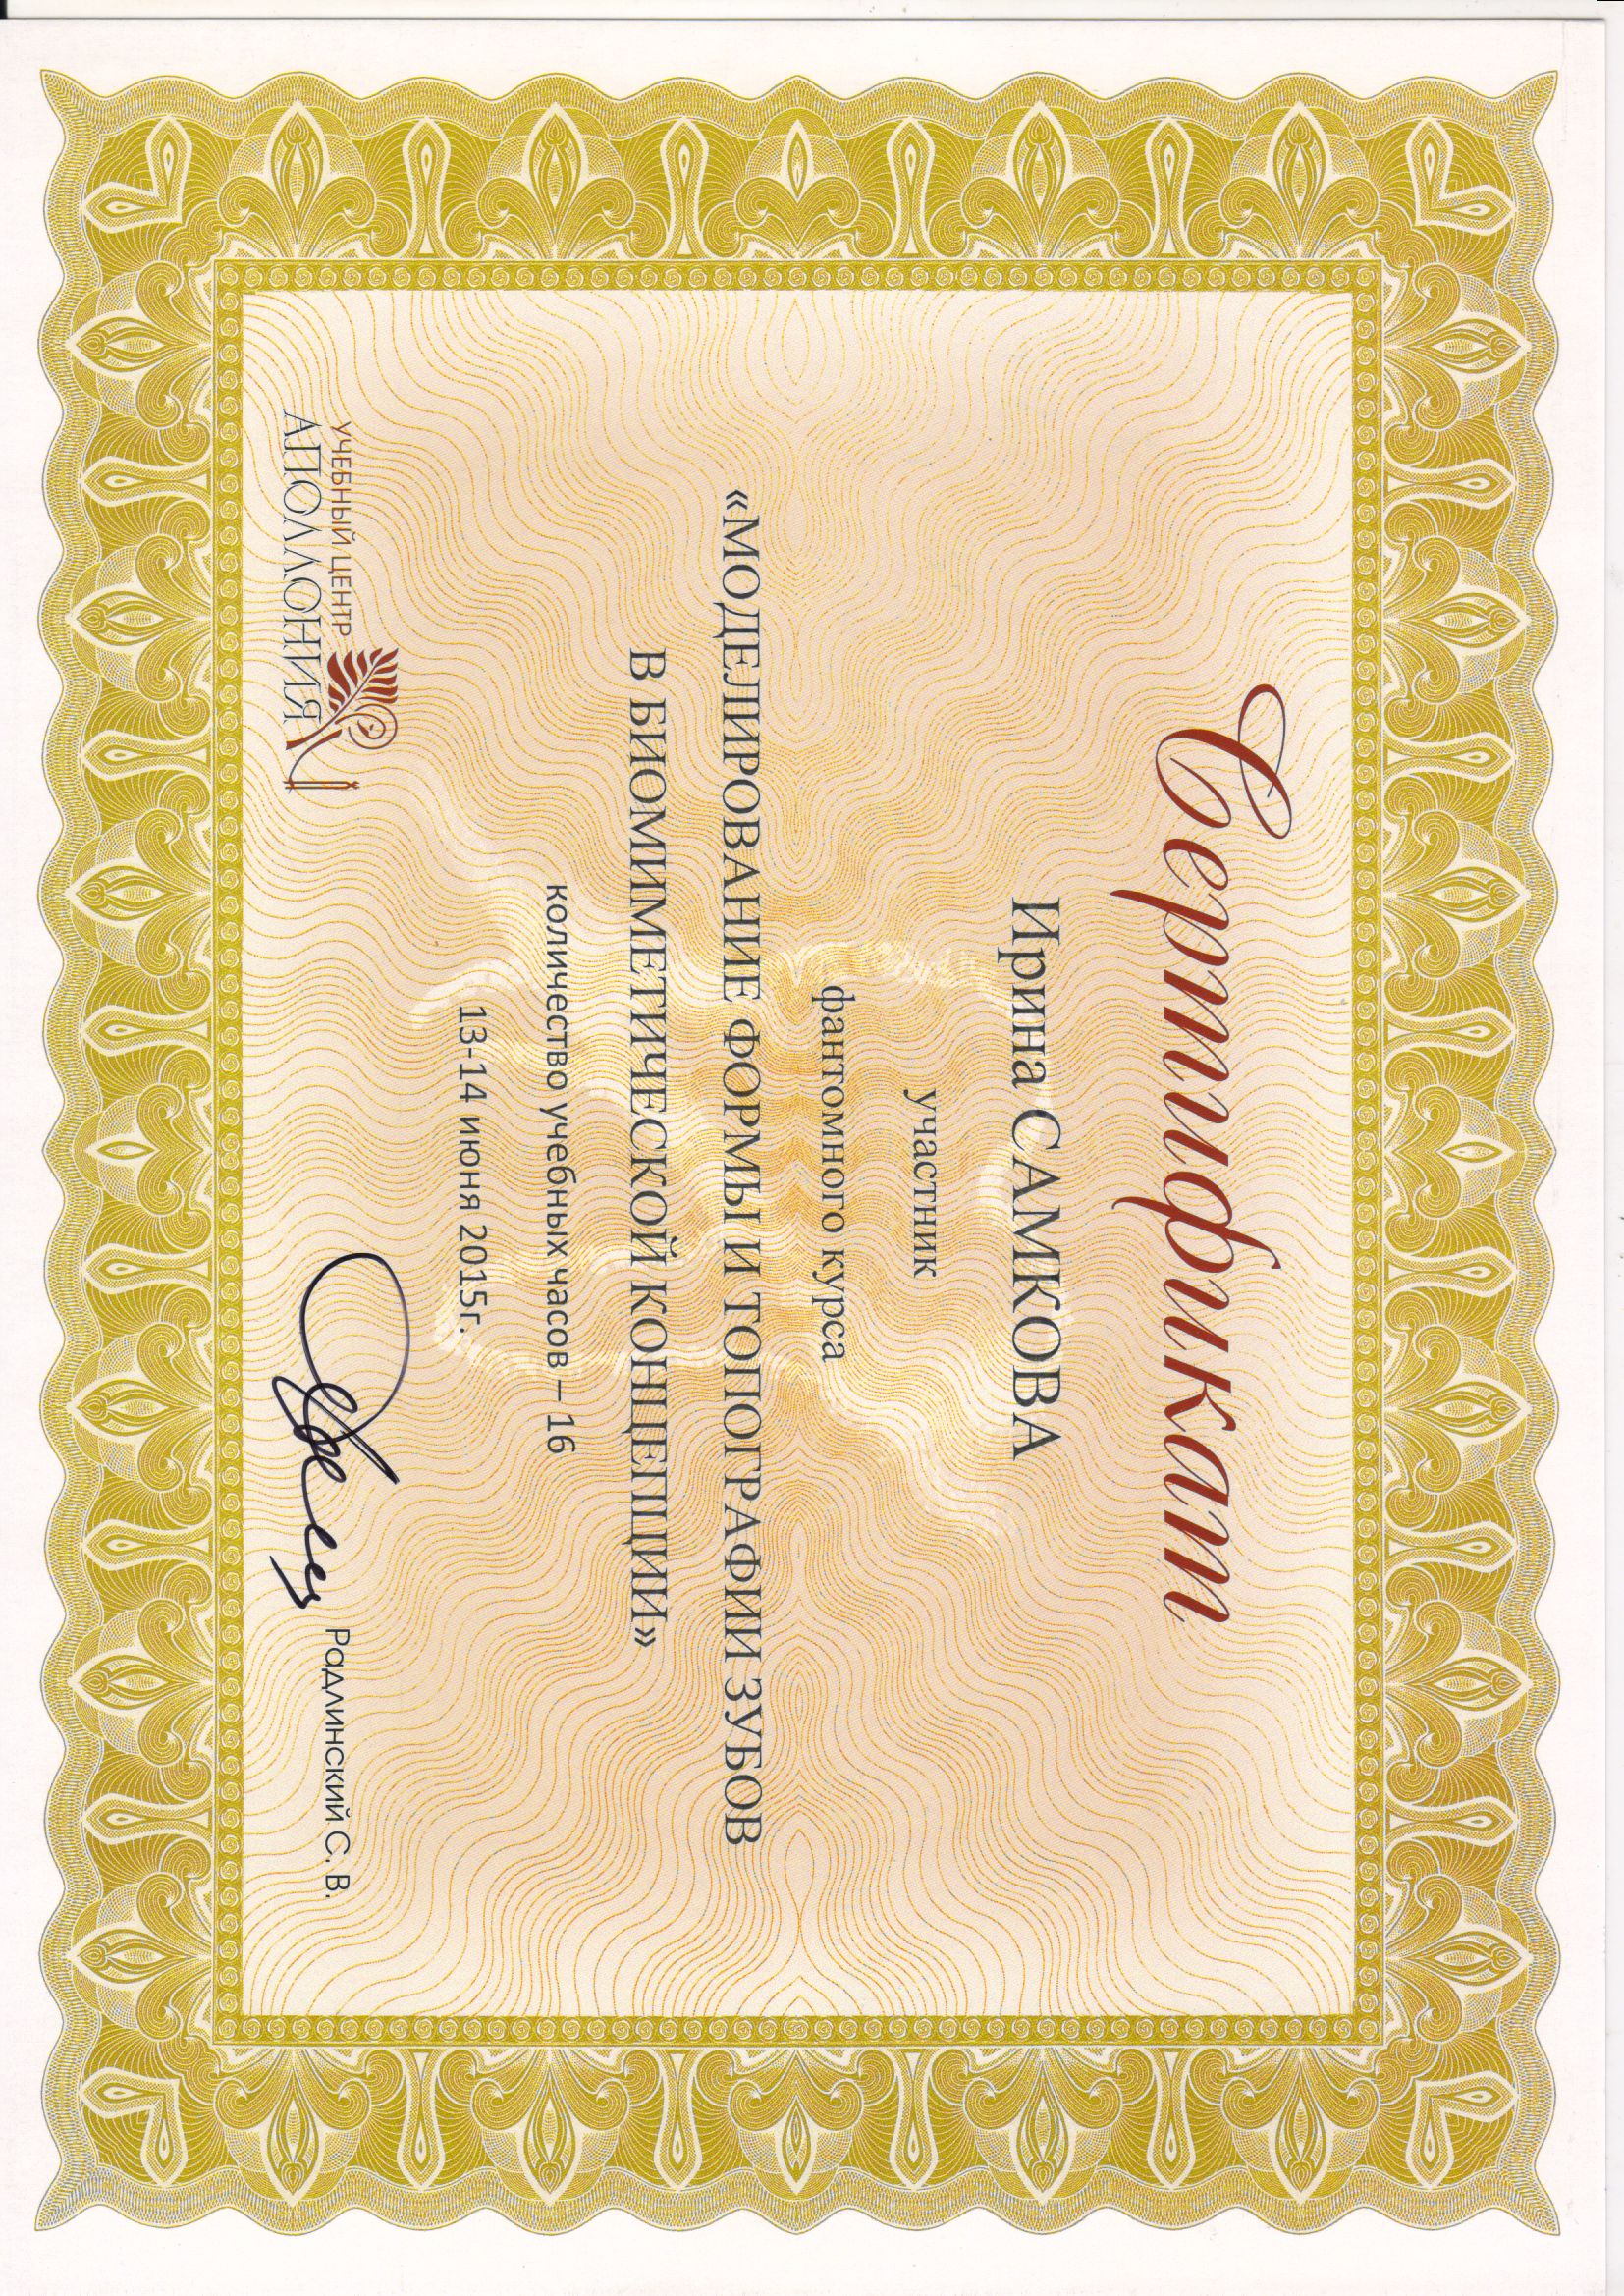 Сертификат
Ирина САМКОВА
участник
фантомного курса
«МОДЕЛИРОВАНИЕ ФОРМЫ И ТОПОГРАФИИ ЗУБОВ
В БИОМИМЕТИЧЕСКОЙ КОНЦЕПЦИИ»
количество учебных часов – 16
13-14 июня 2015г.
УЧЕБНЫЙ ЦЕНТР
АПОЛЛОНИЯ
Радлинский С. В.